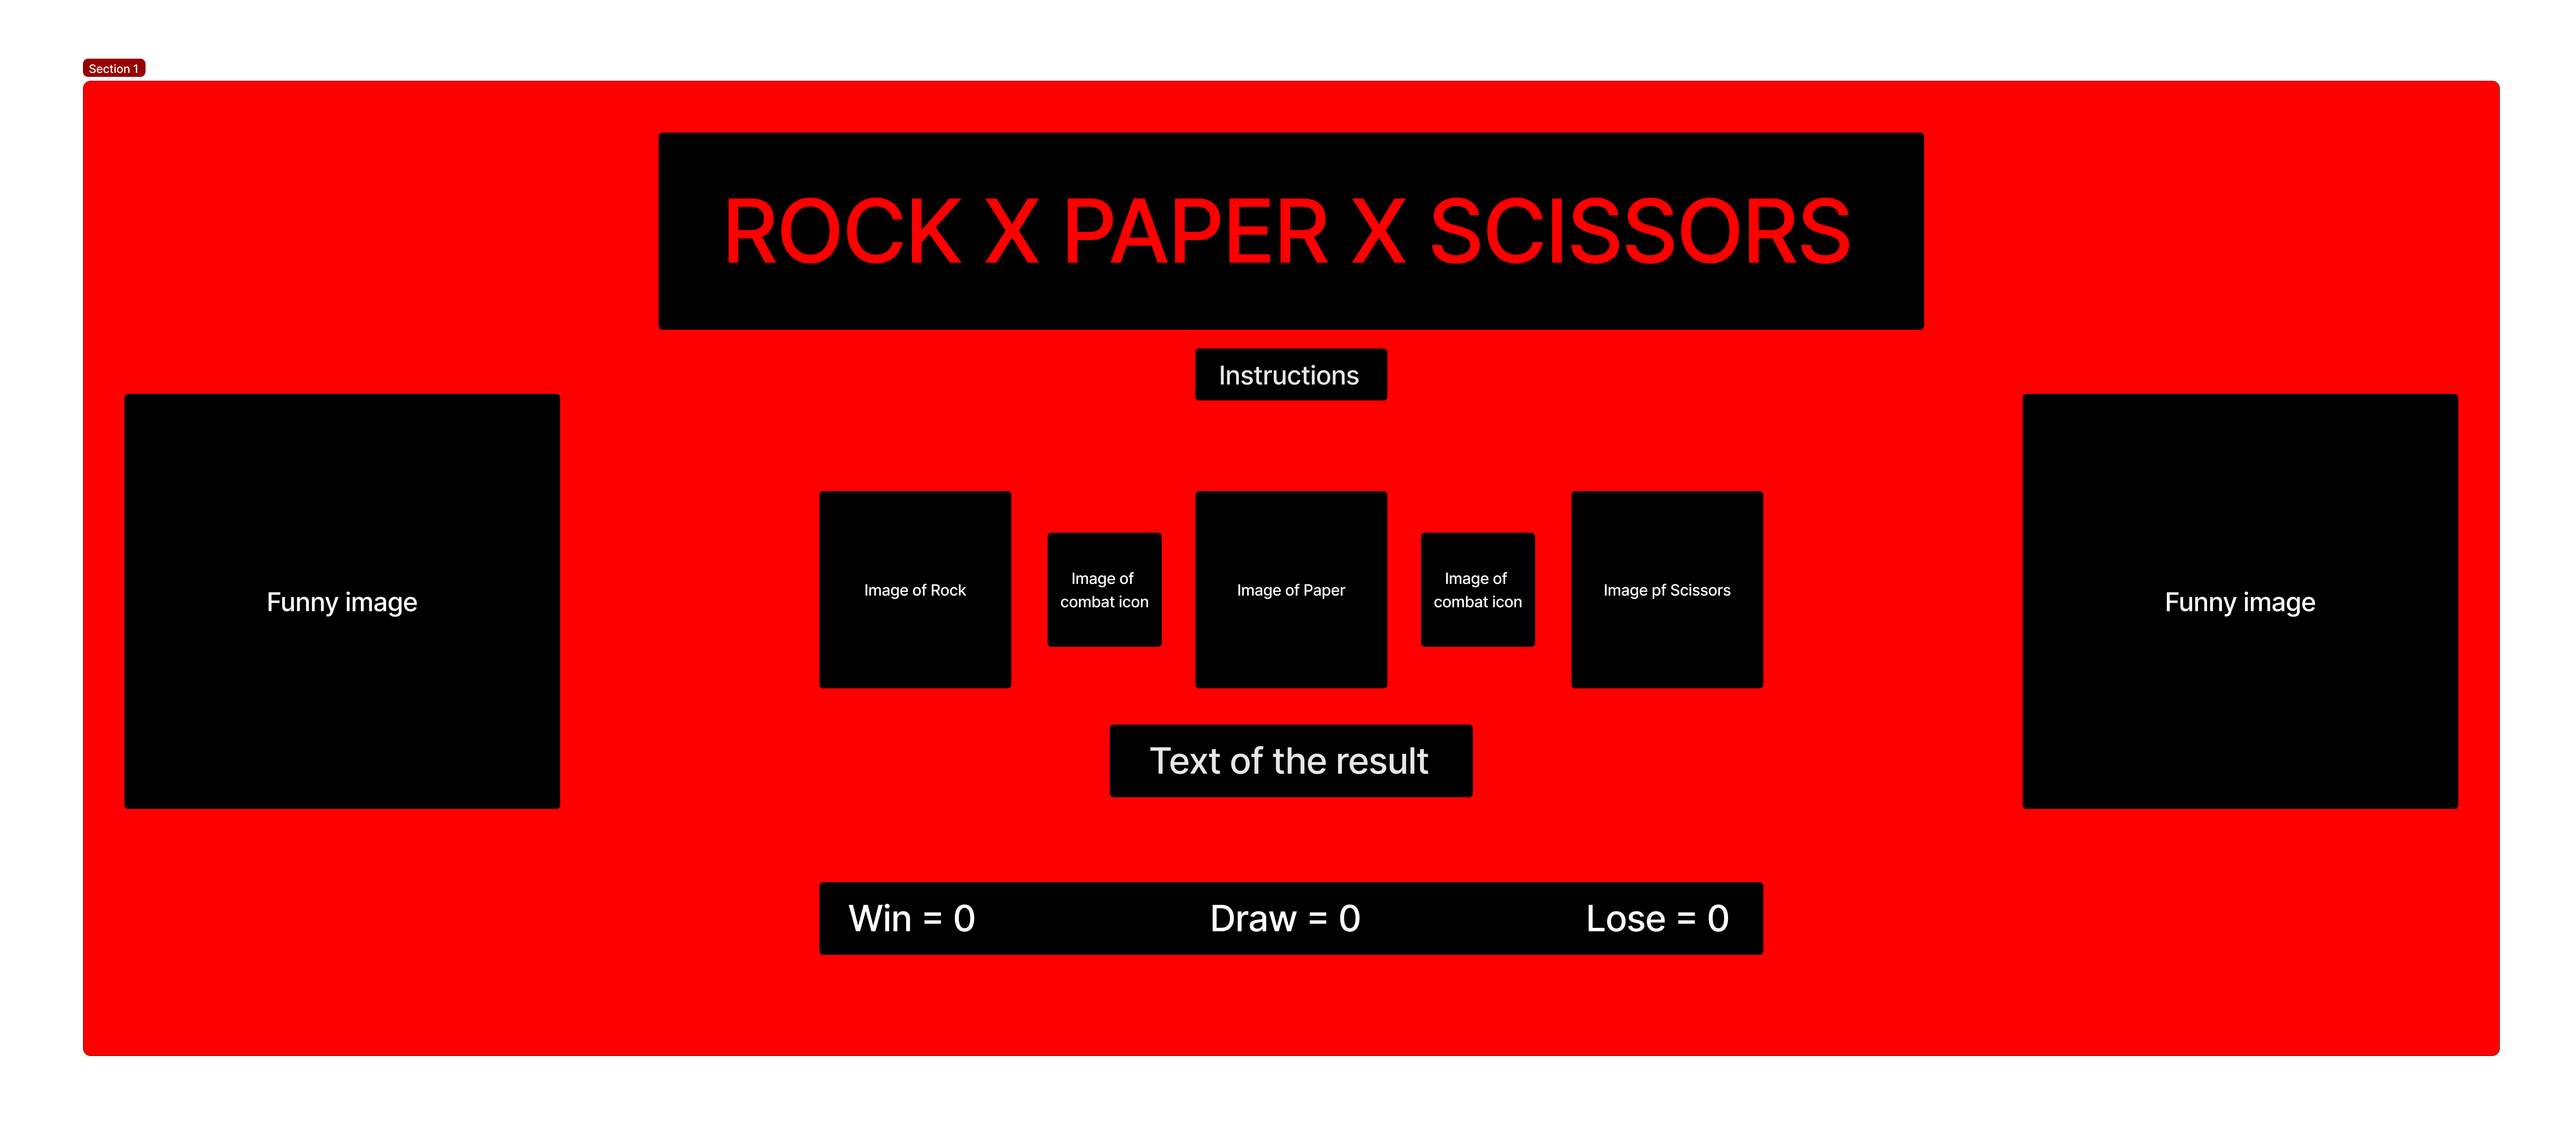 Section 1
ROCK X PAPER X SCISSORS
Instructions
Funny image
Image of Rock
Image of
combat icon
Image of Paper
Image of
combat icon
Image pf Scissors
Funny image
Text of the result
Win = 0
Draw = 0
Lose = 0